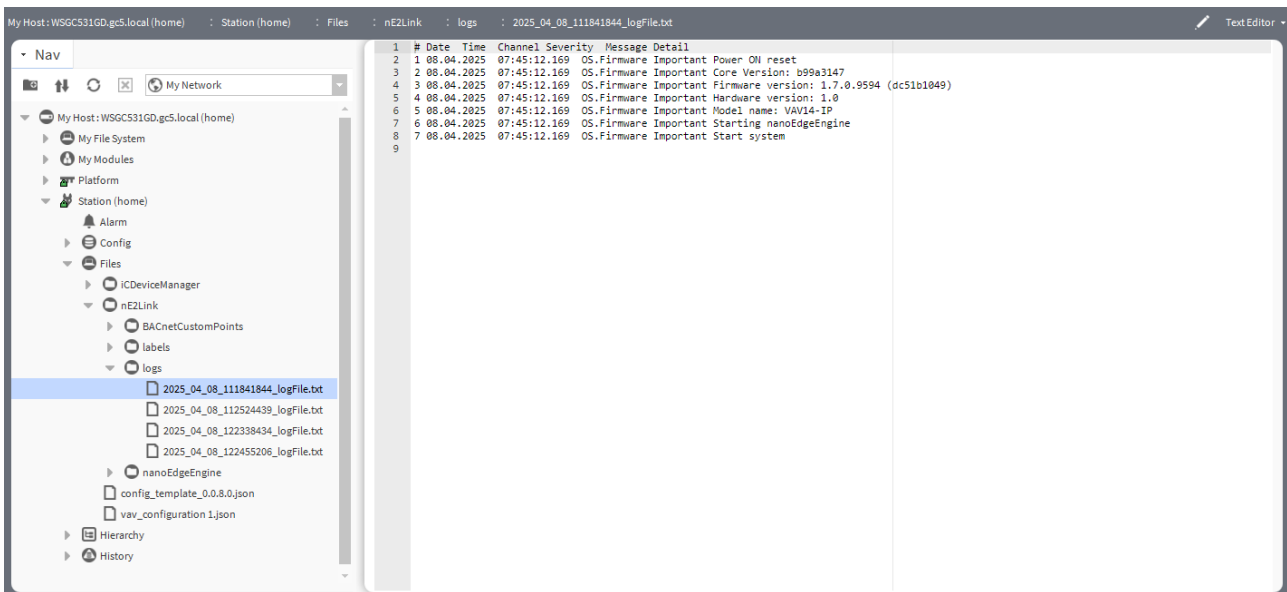 My Host : WSGC531GD.gc5.local (home) : Station (home) : Files : nE2Link : logs : 2025_04_08_111841844_logFile.txt Text Editor
Nav
My Network
My Host : WSGC531GD.gc5.local (home)
My File System
My Modules
Platform
Station (home)
Alarm
Config
Files
iCDeviceManager
nE2Link
BACnetCustomPoints
labels
logs
2025_04_08_111841844_logFile.txt
2025_04_08_112524439_logFile.txt
2025_04_08_122338434_logFile.txt
2025_04_08_122455206_logFile.txt
nanoEdgeEngine
config_template_0.0.8.0.json
vav_configuration 1.json
Hierarchy
History
1 # Date Time Channel Severity Message Detail
2 1 08.04.2025 07:45:12.169 OS.Firmware Important Power ON reset
3 2 08.04.2025 07:45:12.169 OS.Firmware Important Core Version: b99a3147
4 3 08.04.2025 07:45:12.169 OS.Firmware Important Firmware version: 1.7.0.9594 (dc51b1049)
5 4 08.04.2025 07:45:12.169 OS.Firmware Important Hardware version: 1.0
6 5 08.04.2025 07:45:12.169 OS.Firmware Important Model name: VAV14-IP
7 6 08.04.2025 07:45:12.169 OS.Firmware Important Starting nanoEdgeEngine
8 7 08.04.2025 07:45:12.169 OS.Firmware Important Start system
9